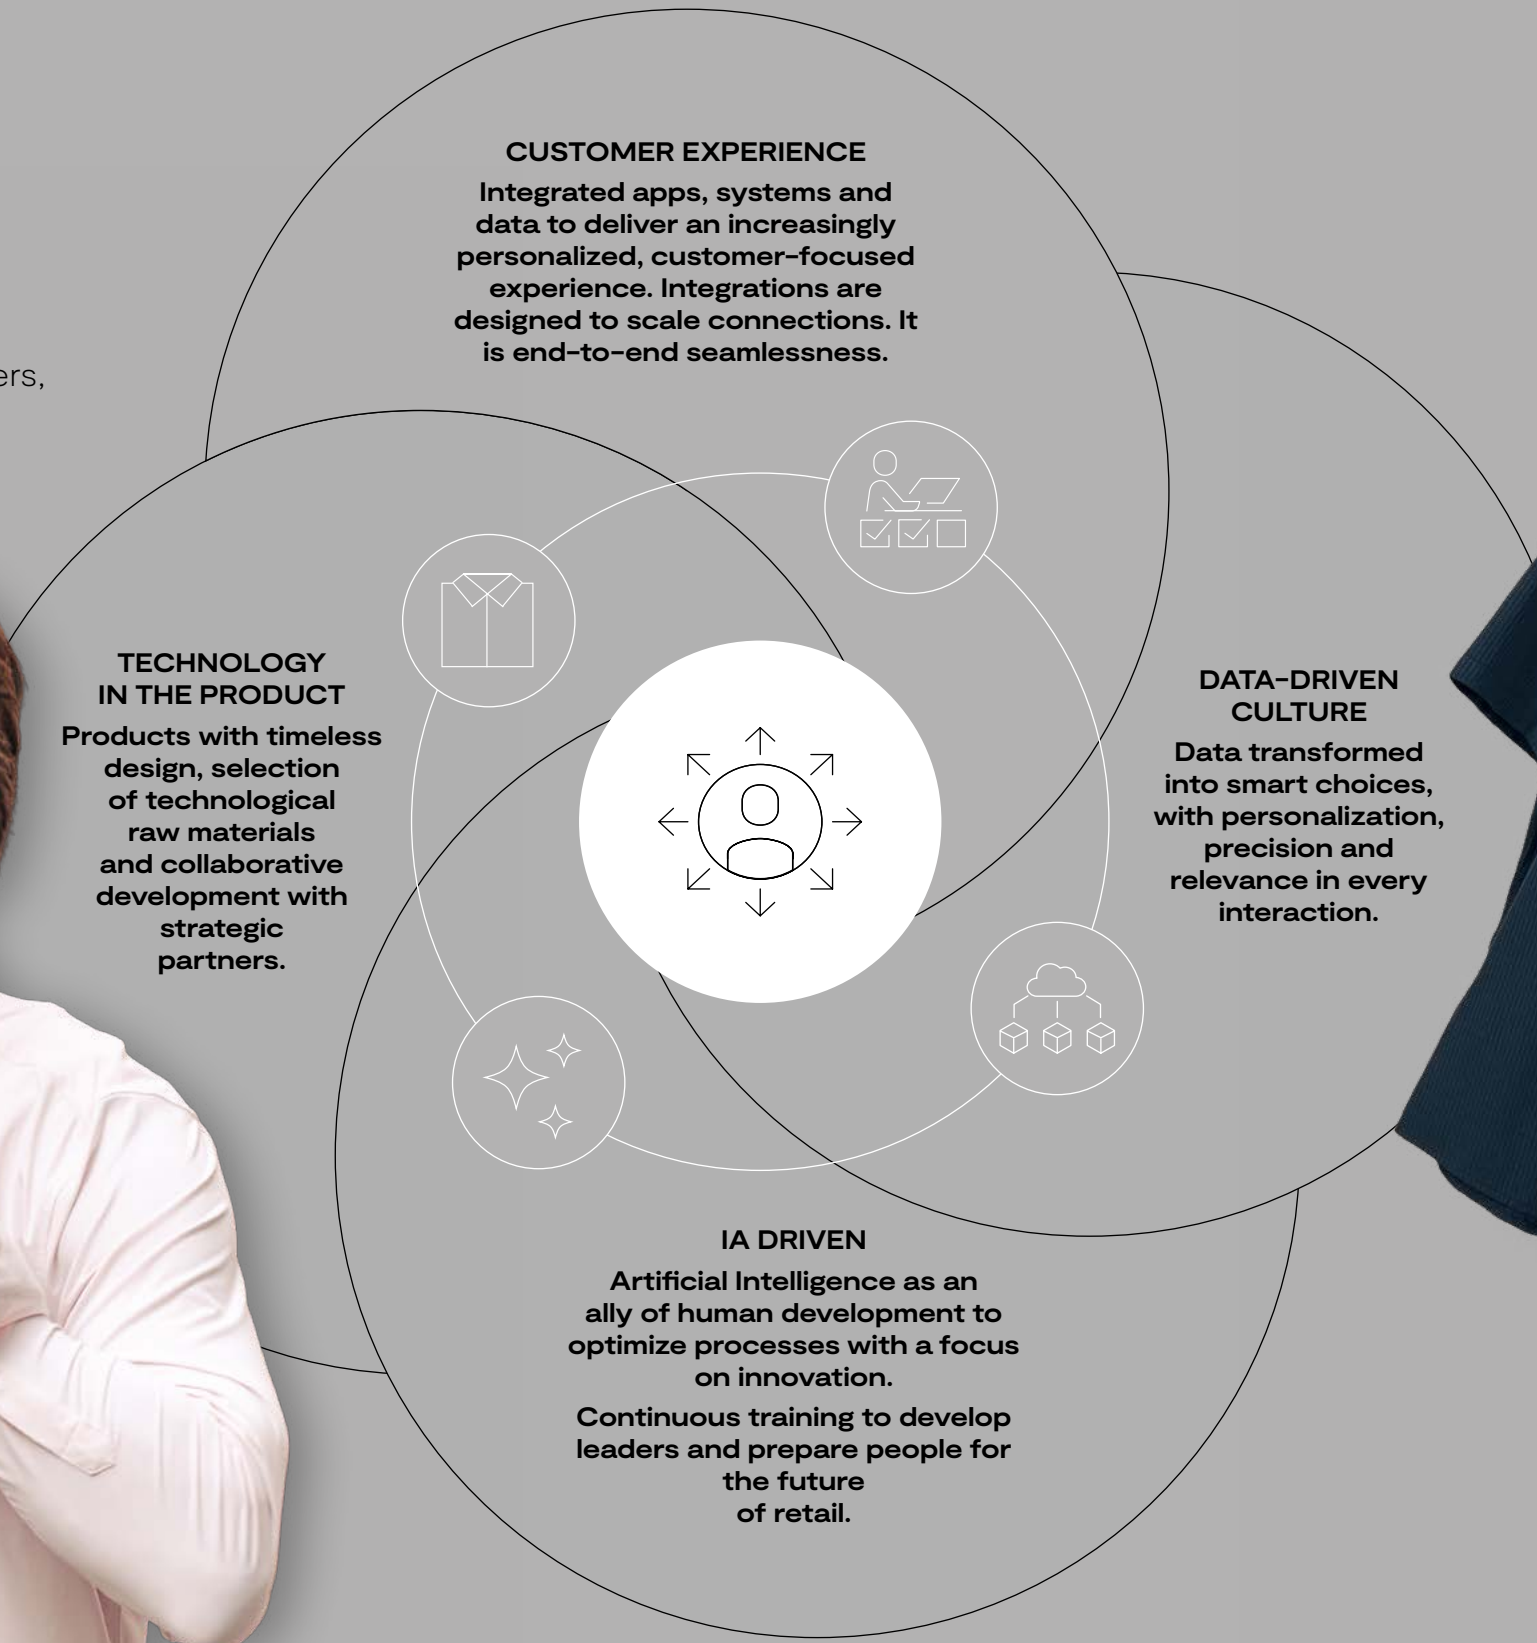 CUSTOMER EXPERIENCE
Integrated apps, systems and
data to deliver an increasingly
personalized, customer-focused
experience. Integrations are
designed to scale connections. It
is end-to-end seamlessness.
TECHNOLOGY
IN THE PRODUCT
Products with timeless
design, selection
of technological
raw materials
and collaborative
development with
strategic
partners.
DATA-DRIVEN
CULTURE
Data transformed
into smart choices,
with personalization,
precision and
relevance in every
interaction.
IA DRIVEN
Artificial Intelligence as an
ally of human development to
optimize processes with a focus
on innovation.
Continuous training to develop
leaders and prepare people for
the future
of retail.